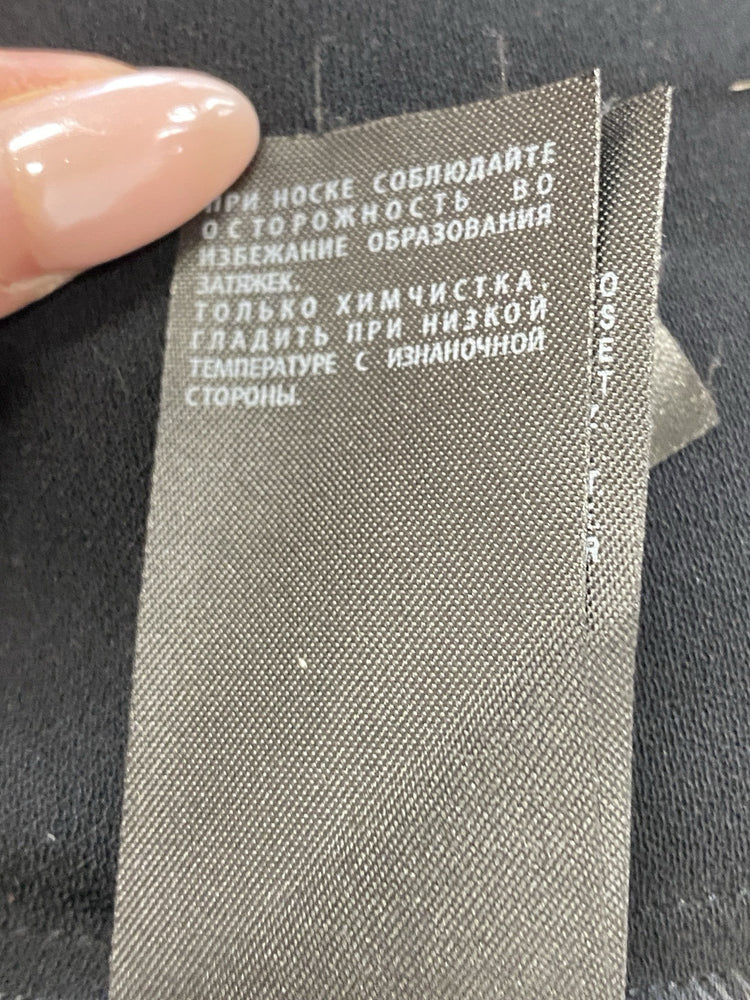 ПРИ НОСКЕ СОБЛЮДАЙТЕ
ОСТОРОЖНОСТЬ ВО
ИЗБЕЖАНИЕ ОБРАЗОВАНИЯ
ЗАТЯЖЕК.
ТОЛЬКО ХИМЧИСТКА.
ГЛАДИТЬ ПРИ НИЗКОЙ
ТЕМПЕРАТУРЕ С ИЗНАНОЧНОЙ
СТОРОНЫ.